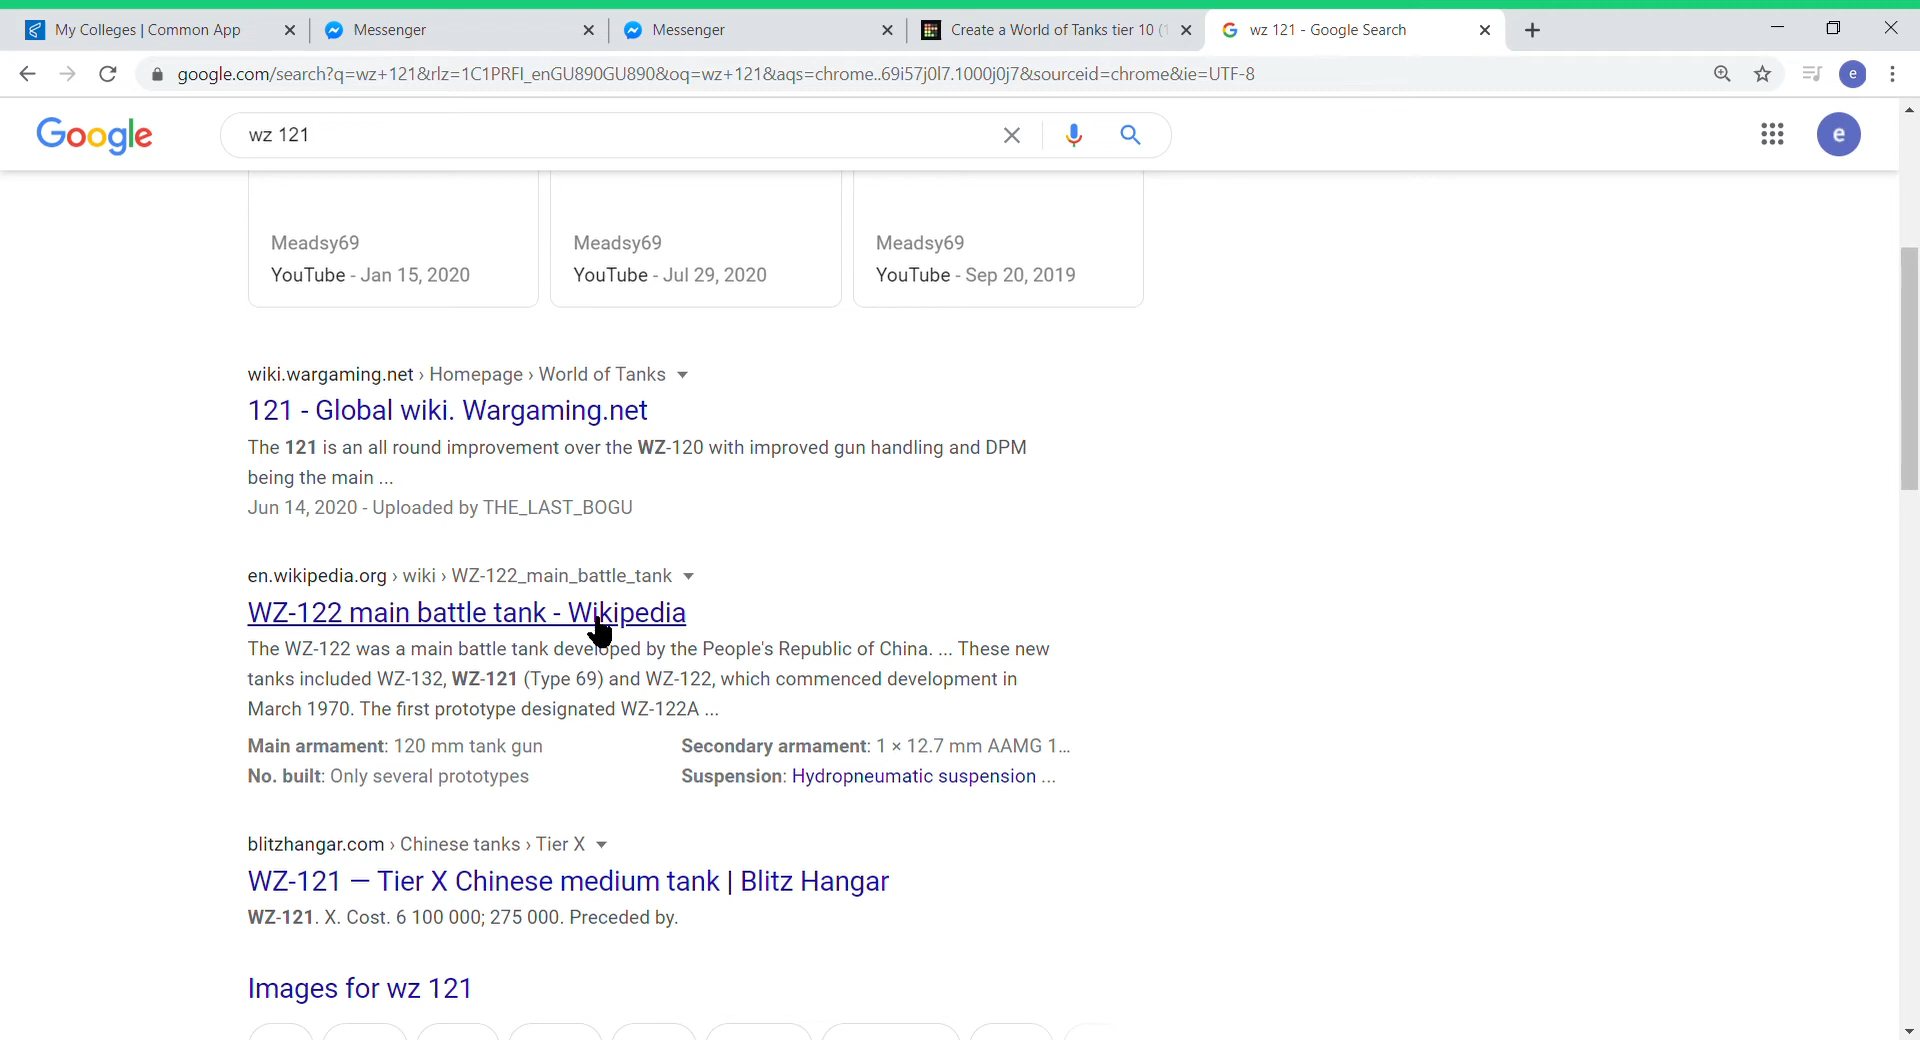 My Colleges | Common App
Messenger
Messenger
Create a World of Tanks tier 10 (1
wz 121 - Google Search
google.com/search?q=wz+121&rlz=1C1PRFI_enGU890GU890&oq=wz+121&aqs=chrome..69i57j0l7.1000j0j7&sourceid=chrome&ie=UTF-8
e
Google
wz 121
e
Meadsy69
YouTube - Jan 15, 2020
Meadsy69
YouTube - Jul 29, 2020
Meadsy69
YouTube - Sep 20, 2019
wiki.wargaming.net › Homepage › World of Tanks
121 - Global wiki. Wargaming.net
The 121 is an all round improvement over the WZ-120 with improved gun handling and DPM
being the main ...
Jun 14, 2020 - Uploaded by THE_LAST_BOGU
en.wikipedia.org › wiki › WZ-122_main_battle_tank
WZ-122 main battle tank - Wikipedia
The WZ-122 was a main battle tank developed by the People's Republic of China. ... These new
tanks included WZ-132, WZ-121 (Type 69) and WZ-122, which commenced development in
March 1970. The first prototype designated WZ-122A ...
Main armament: 120 mm tank gun
Secondary armament: 1 × 12.7 mm AAMG 1...
No. built: Only several prototypes
Suspension: Hydropneumatic suspension ...
blitzhangar.com › Chinese tanks › Tier X
WZ-121 — Tier X Chinese medium tank | Blitz Hangar
WZ-121. X. Cost. 6 100 000; 275 000. Preceded by.
Images for wz 121